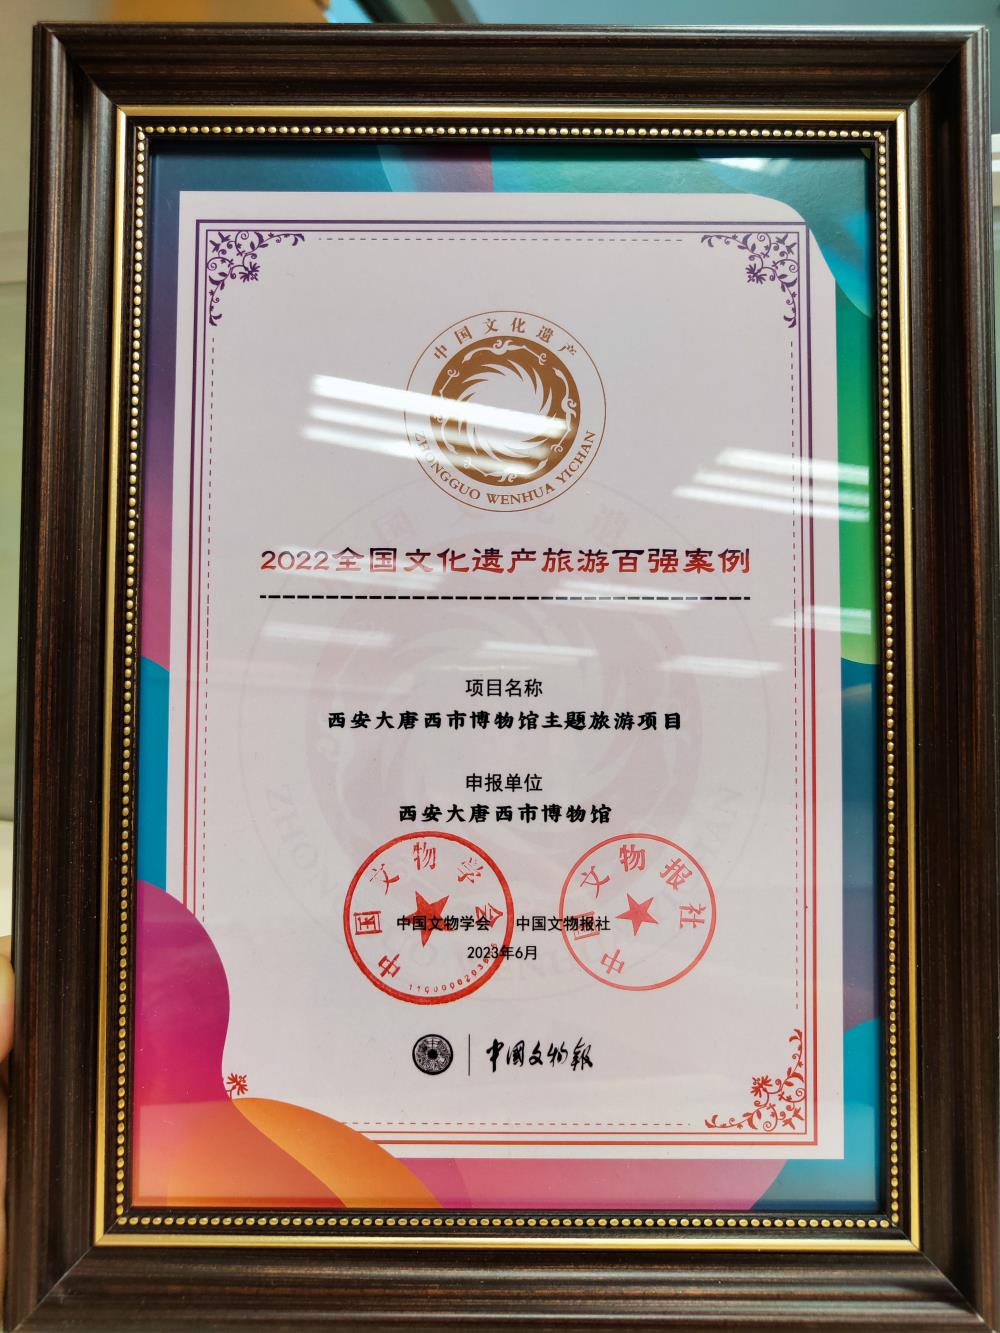 中国文化遗产
ZHONGGUO WENHUA YICHAN
2022全国文化遗产旅游百强案例
项目名称
西安大唐西市博物馆主题旅游项目
申报单位
西安大唐西市博物馆
中国文物学会
中国文物报社
中国文物学会 中国文物报社
2023年6月
中國文物報